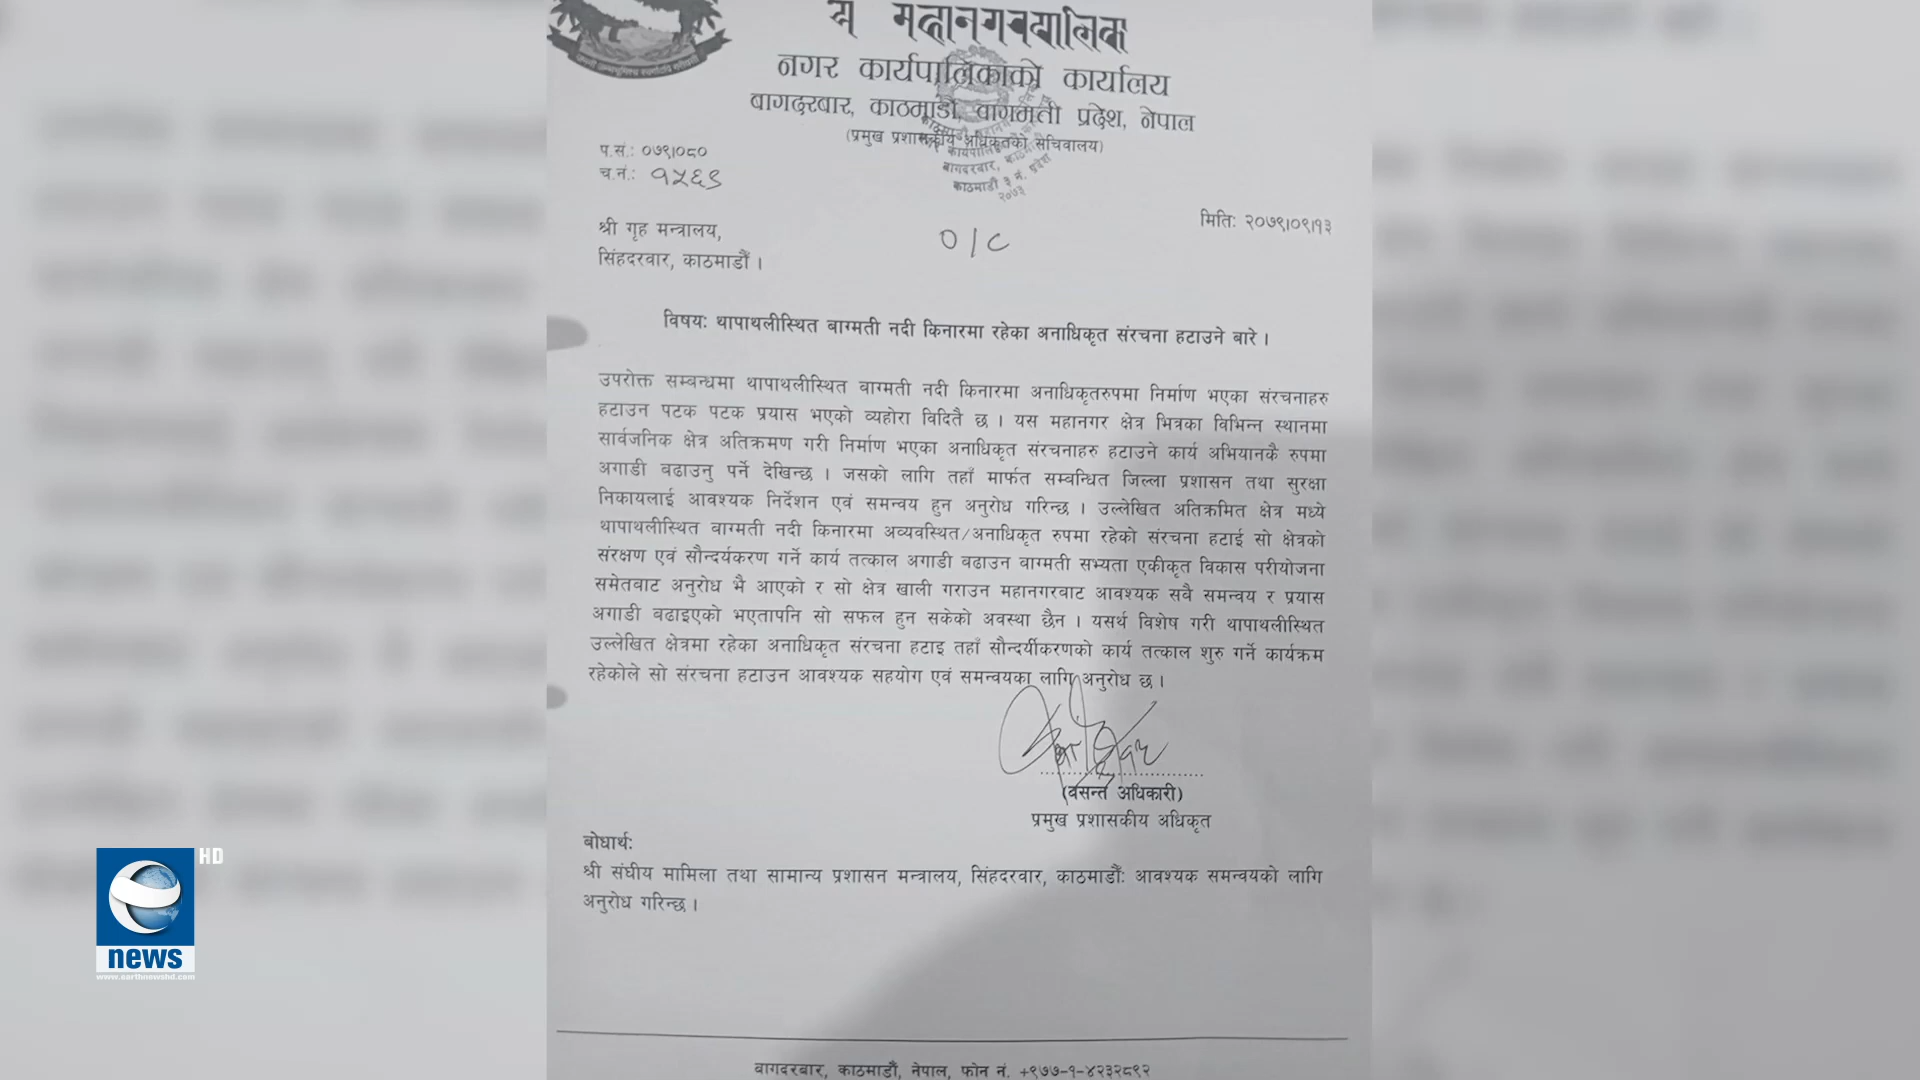 महानगरपालिका
नगर कार्यपालिकाको कार्यालय
बागदरबार, काठमाडौं, बागमती प्रदेश, नेपाल
(प्रमुख प्रशासकीय अधिकृतको सचिवालय)
प.सं.: ०७९।०८०
च.नं.: १५६९
मिति: २०७९।०९।१३
श्री गृह मन्त्रालय,
सिंहदरवार, काठमाडौं ।
विषय: थापाथलीस्थित बाग्मती नदी किनारमा रहेका अनाधिकृत संरचना हटाउने बारे ।
उपरोक्त सम्बन्धमा थापाथलीस्थित बाग्मती नदी किनारमा अनाधिकृतरुपमा निर्माण भएका संरचनाहरु
हटाउन पटक पटक प्रयास भएको व्यहोरा विदितै छ । यस महानगर क्षेत्र भित्रका विभिन्न स्थानमा
सार्वजनिक क्षेत्र अतिक्रमण गरी निर्माण भएका अनाधिकृत संरचनाहरु हटाउने कार्य अभियानकै रुपमा
अगाडी बढाउनु पर्ने देखिन्छ । जसको लागि तहाँ मार्फत सम्बन्धित जिल्ला प्रशासन तथा सुरक्षा
निकायलाई आवश्यक निर्देशन एवं समन्वय हुन अनुरोध गरिन्छ । उल्लेखित अतिक्रमित क्षेत्र मध्ये
थापाथलीस्थित बाग्मती नदी किनारमा अव्यवस्थित/अनाधिकृत रुपमा रहेको संरचना हटाई सो क्षेत्रको
संरक्षण एवं सौन्दर्यकरण गर्ने कार्य तत्काल अगाडी बढाउन बाग्मती सभ्यता एकीकृत विकास परीयोजना
समेतबाट अनुरोध भै आएको र सो क्षेत्र खाली गराउन महानगरबाट आवश्यक सवै समन्वय र प्रयास
अगाडी बढाइएको भएतापनि सो सफल हुन सकेको अवस्था छैन । यसर्थ विशेष गरी थापाथलीस्थित
उल्लेखित क्षेत्रमा रहेका अनाधिकृत संरचना हटाइ तहाँ सौन्दर्यीकरणको कार्य तत्काल शुरु गर्ने कार्यक्रम
रहेकोले सो संरचना हटाउन आवश्यक सहयोग एवं समन्वयका लागि अनुरोध छ ।
(वसन्त अधिकारी)
प्रमुख प्रशासकीय अधिकृत
बोधार्थ:
श्री संघीय मामिला तथा सामान्य प्रशासन मन्त्रालय, सिंहदरवार, काठमाडौं: आवश्यक समन्वयको लागि
अनुरोध गरिन्छ ।
बागदरबार, काठमाडौं, नेपाल, फोन नं. +९७७-१-४२३२८९२
HD
news
www.earthnewshd.com